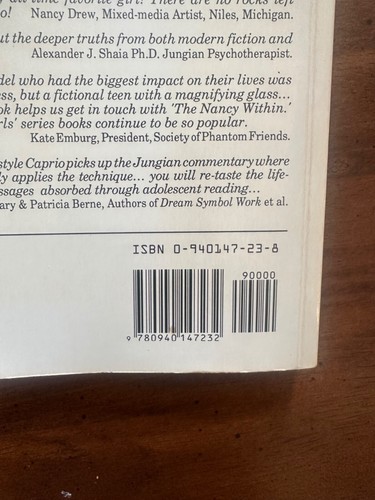 all time favorite girl! There are no rocks left
o! Nancy Drew, Mixed-media Artist, Niles, Michigan.
ut the deeper truths from both modern fiction and
Alexander J. Shaia Ph.D. Jungian Psychotherapist.
del who had the biggest impact on their lives was
ss, but a fictional teen with a magnifying glass...
ok helps us get in touch with 'The Nancy Within.'
rls' series books continue to be so popular.
Kate Emburg, President, Society of Phantom Friends.
style Caprio picks up the Jungian commentary where
ly applies the technique... you will re-taste the life-
ssages absorbed through adolescent reading...
ary & Patricia Berne, Authors of Dream Symbol Work et al.
ISBN 0-940147-23-8
90000
9 780940 147232